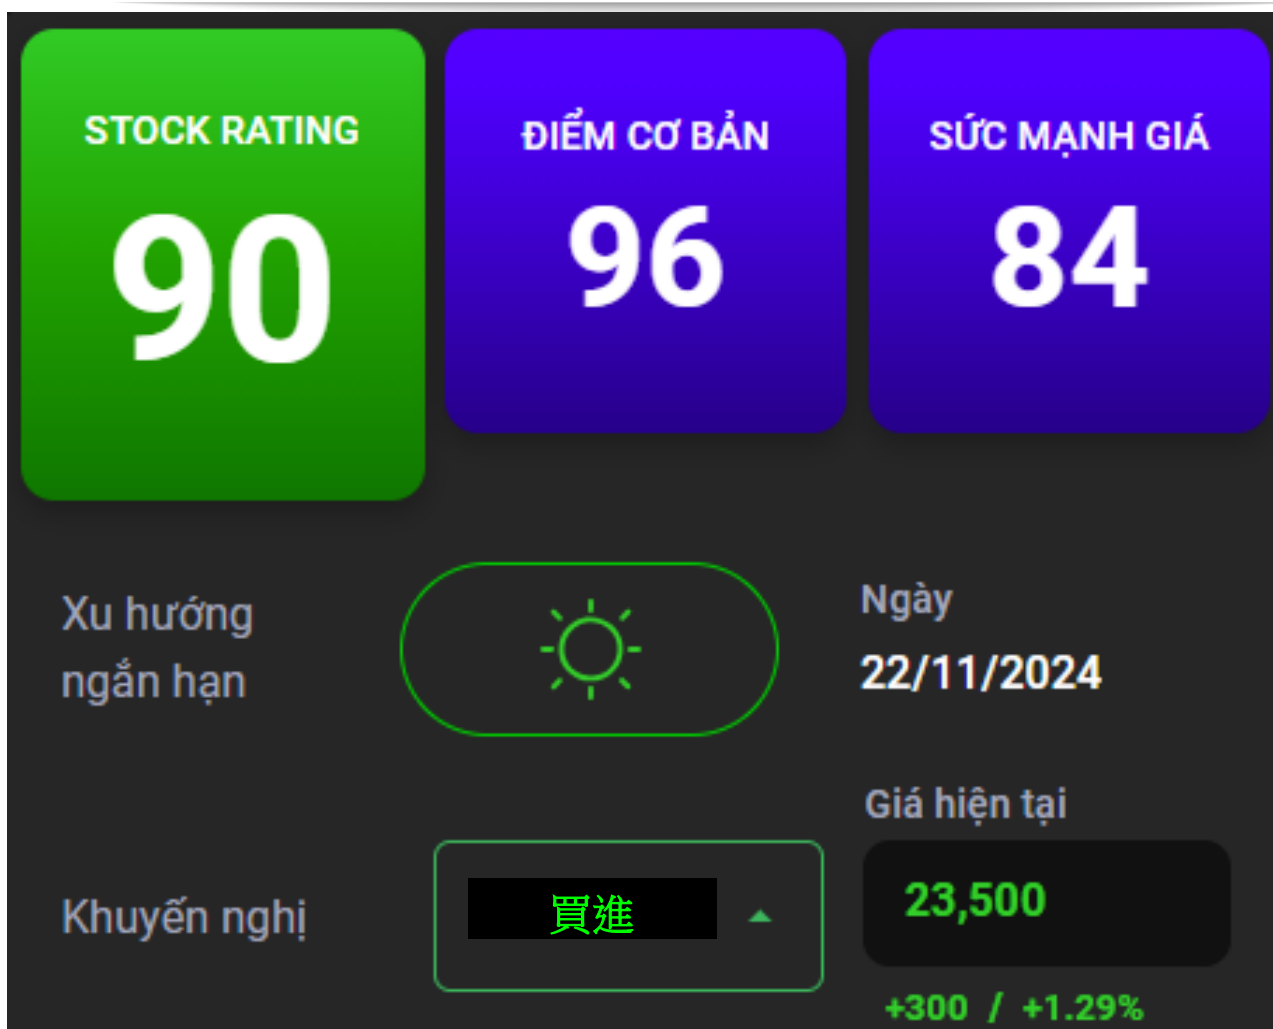 STOCK RATING
90
ĐIỂM CƠ BẢN
96
SỨC MẠNH GIÁ
84
Xu hướng
ngắn hạn
Ngày
22/11/2024
Khuyến nghị
買進
Giá hiện tại
23,500
+300 / +1.29%